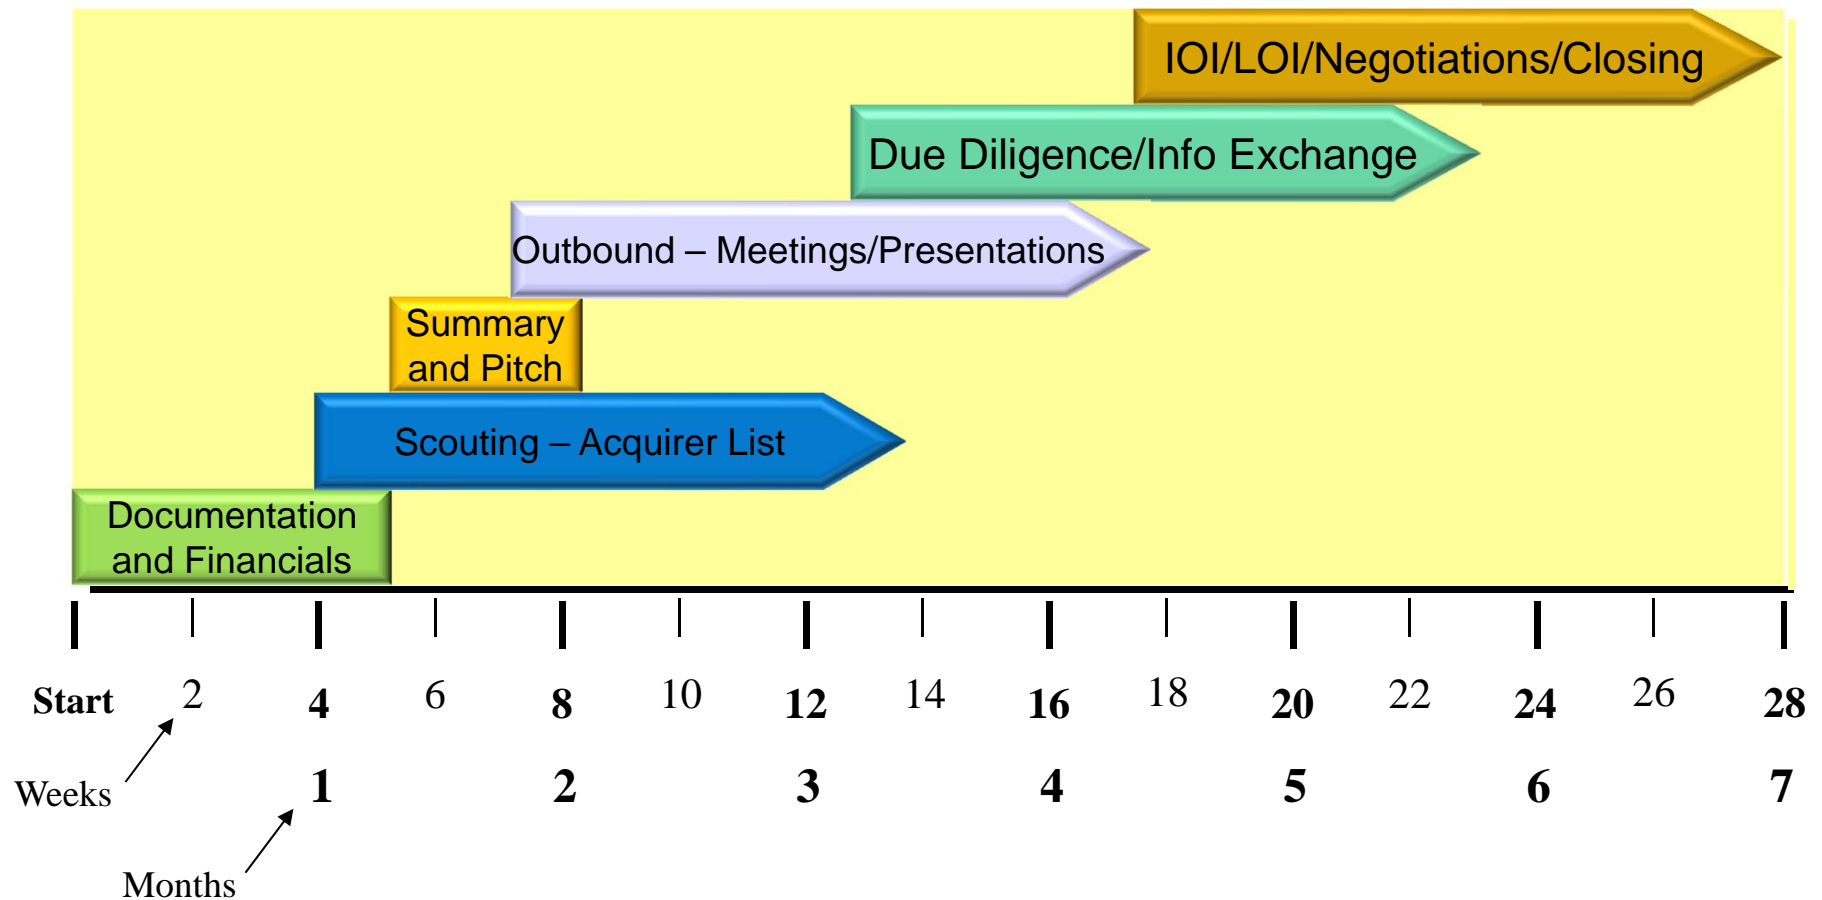 IOI/LOI/Negotiations/Closing
Due Diligence/Info Exchange
Outbound – Meetings/Presentations
Summary
and Pitch
Scouting – Acquirer List
Documentation
and Financials
Start 2 4 6 8 10 12 14 16 18 20 22 24 26 28
Weeks
1 2 3 4 5 6 7
Months